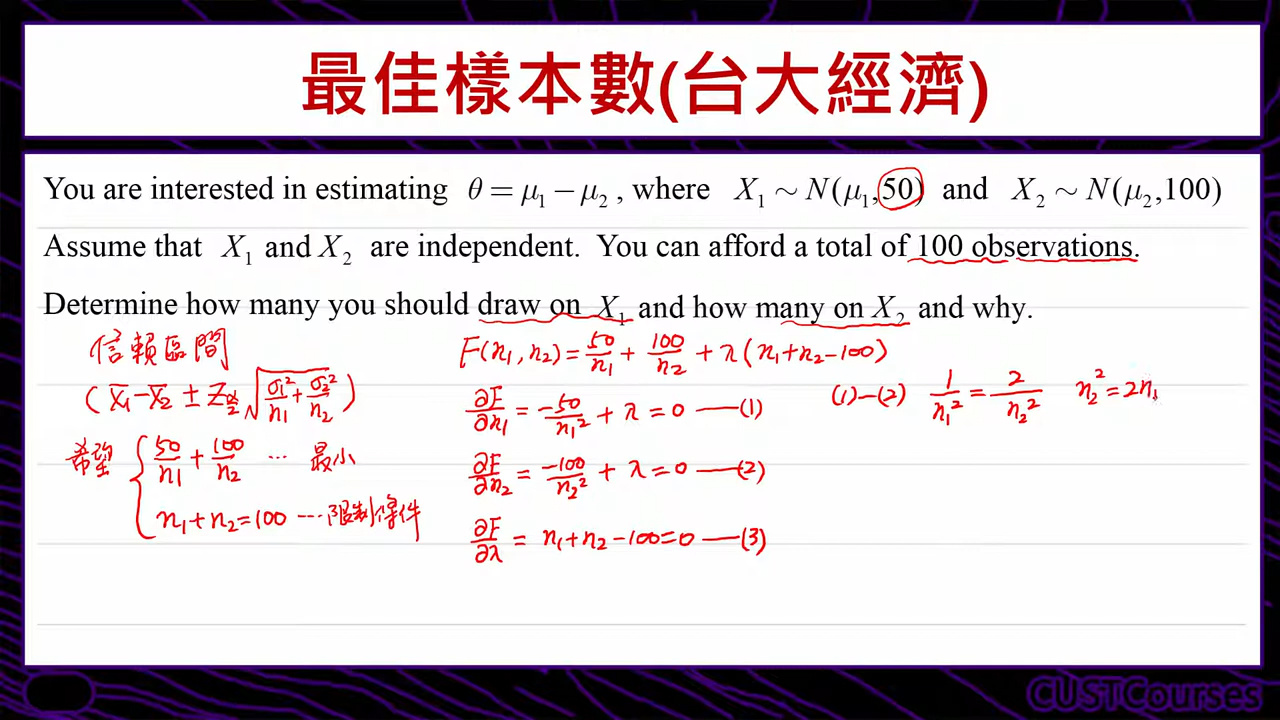 最佳樣本數(台大經濟)
You are interested in estimating θ = μ₁ − μ₂ , where X₁ ~ N(μ₁,50) and X₂ ~ N(μ₂,100)
Assume that X₁ and X₂ are independent. You can afford a total of 100 observations.
Determine how many you should draw on X₁ and how many on X₂ and why.
信賴區間
( X̄₁−X̄₂ ± Z_{α/2} √(σ₁²/n₁ + σ₂²/n₂) )
希望 { 50/n₁ + 100/n₂ … 最小
n₁+n₂=100 … 限制條件
F(n₁, n₂) = 50/n₁ + 100/n₂ + λ(n₁+n₂−100)
∂F/∂n₁ = −50/n₁² + λ = 0 —(1)
∂F/∂n₂ = −100/n₂² + λ = 0 —(2)
∂F/∂λ = n₁+n₂−100=0 —(3)
(1)−(2) 1/n₁² = 2/n₂² n₂² = 2n
CUSTCourses